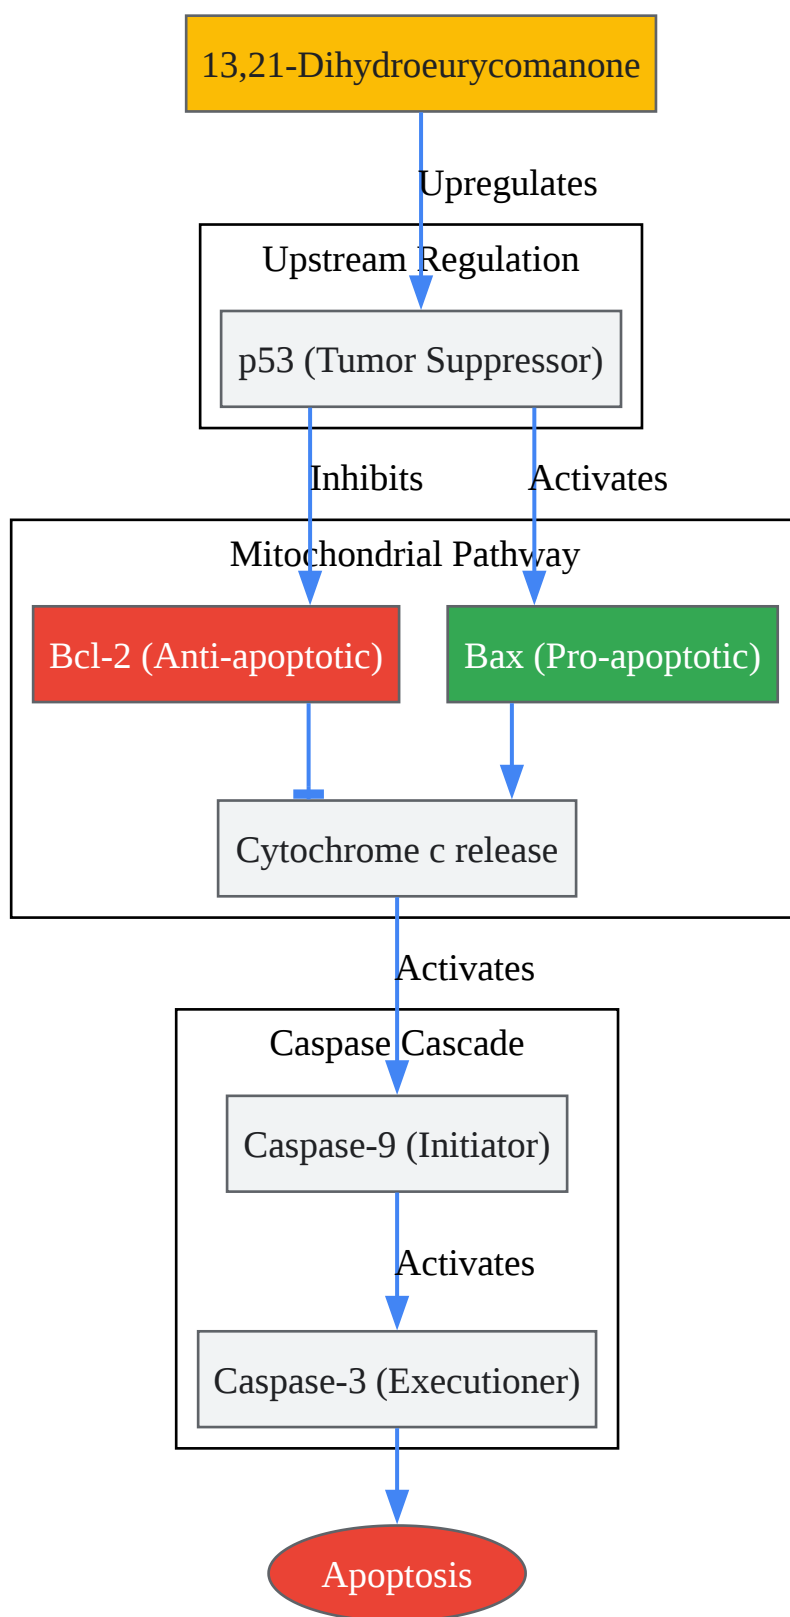 13,21-Dihydroeurycomanone
Upregulates
Upstream Regulation
p53 (Tumor Suppressor)
Inhibits
Activates
Mitochondrial Pathway
Bcl-2 (Anti-apoptotic)
Bax (Pro-apoptotic)
Cytochrome c release
Activates
Caspase Cascade
Caspase-9 (Initiator)
Activates
Caspase-3 (Executioner)
Apoptosis